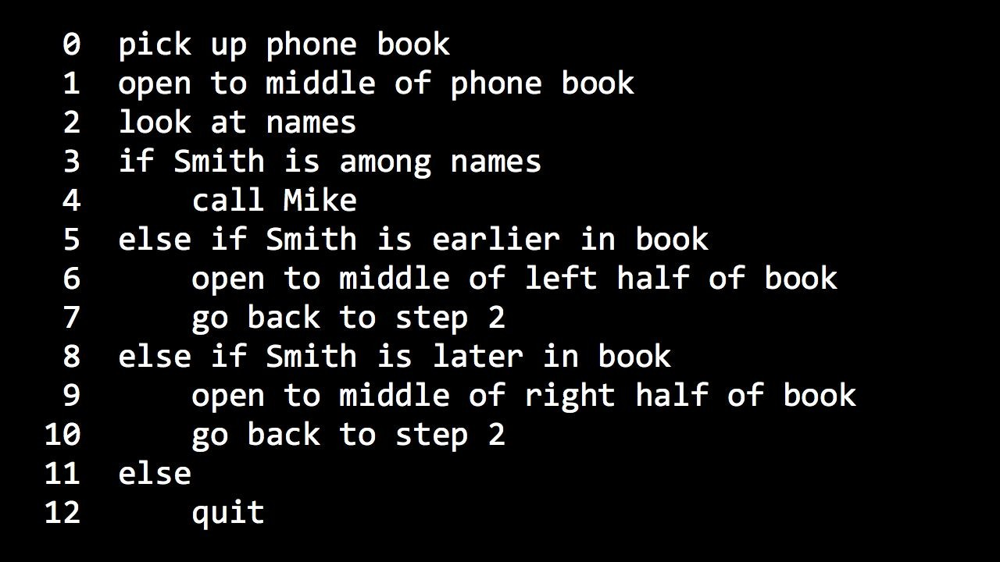 0 pick up phone book
1 open to middle of phone book
2 look at names
3 if Smith is among names
4     call Mike
5 else if Smith is earlier in book
6     open to middle of left half of book
7     go back to step 2
8 else if Smith is later in book
9     open to middle of right half of book
10     go back to step 2
11 else
12     quit